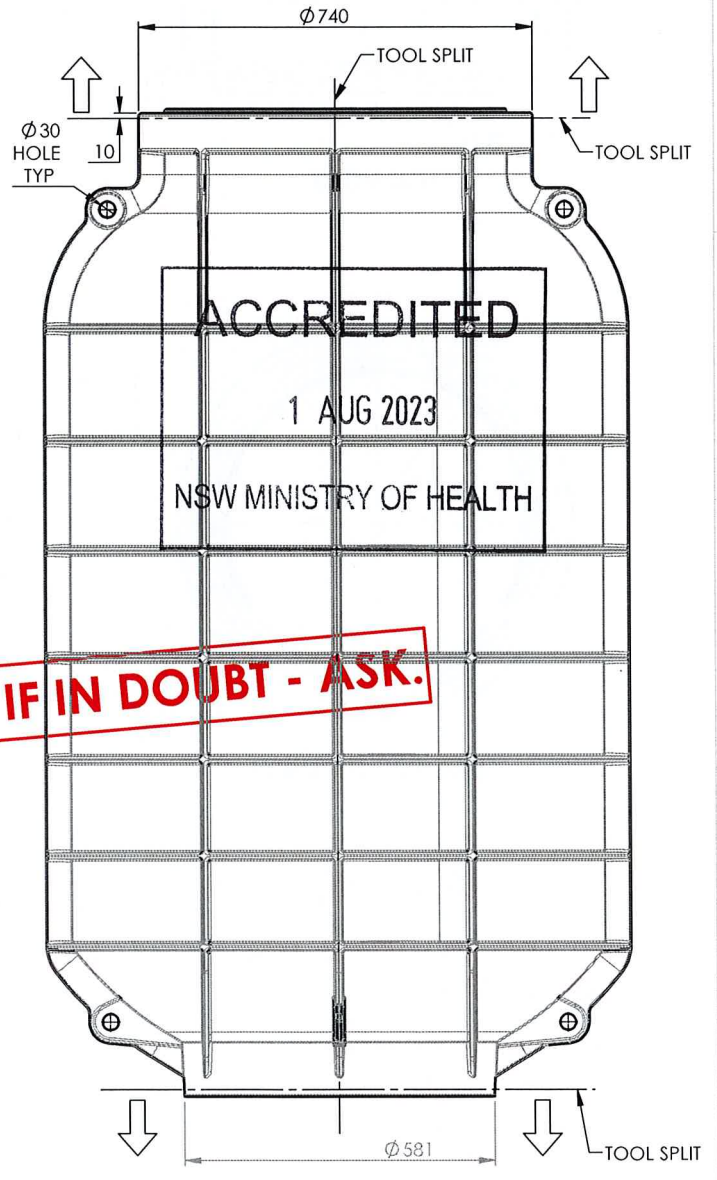 Ø740
TOOL SPLIT
Ø30
HOLE
TYP
10
TOOL SPLIT
ACCREDITED
1 AUG 2023
NSW MINISTRY OF HEALTH
IF IN DOUBT - ASK.
Ø581
TOOL SPLIT